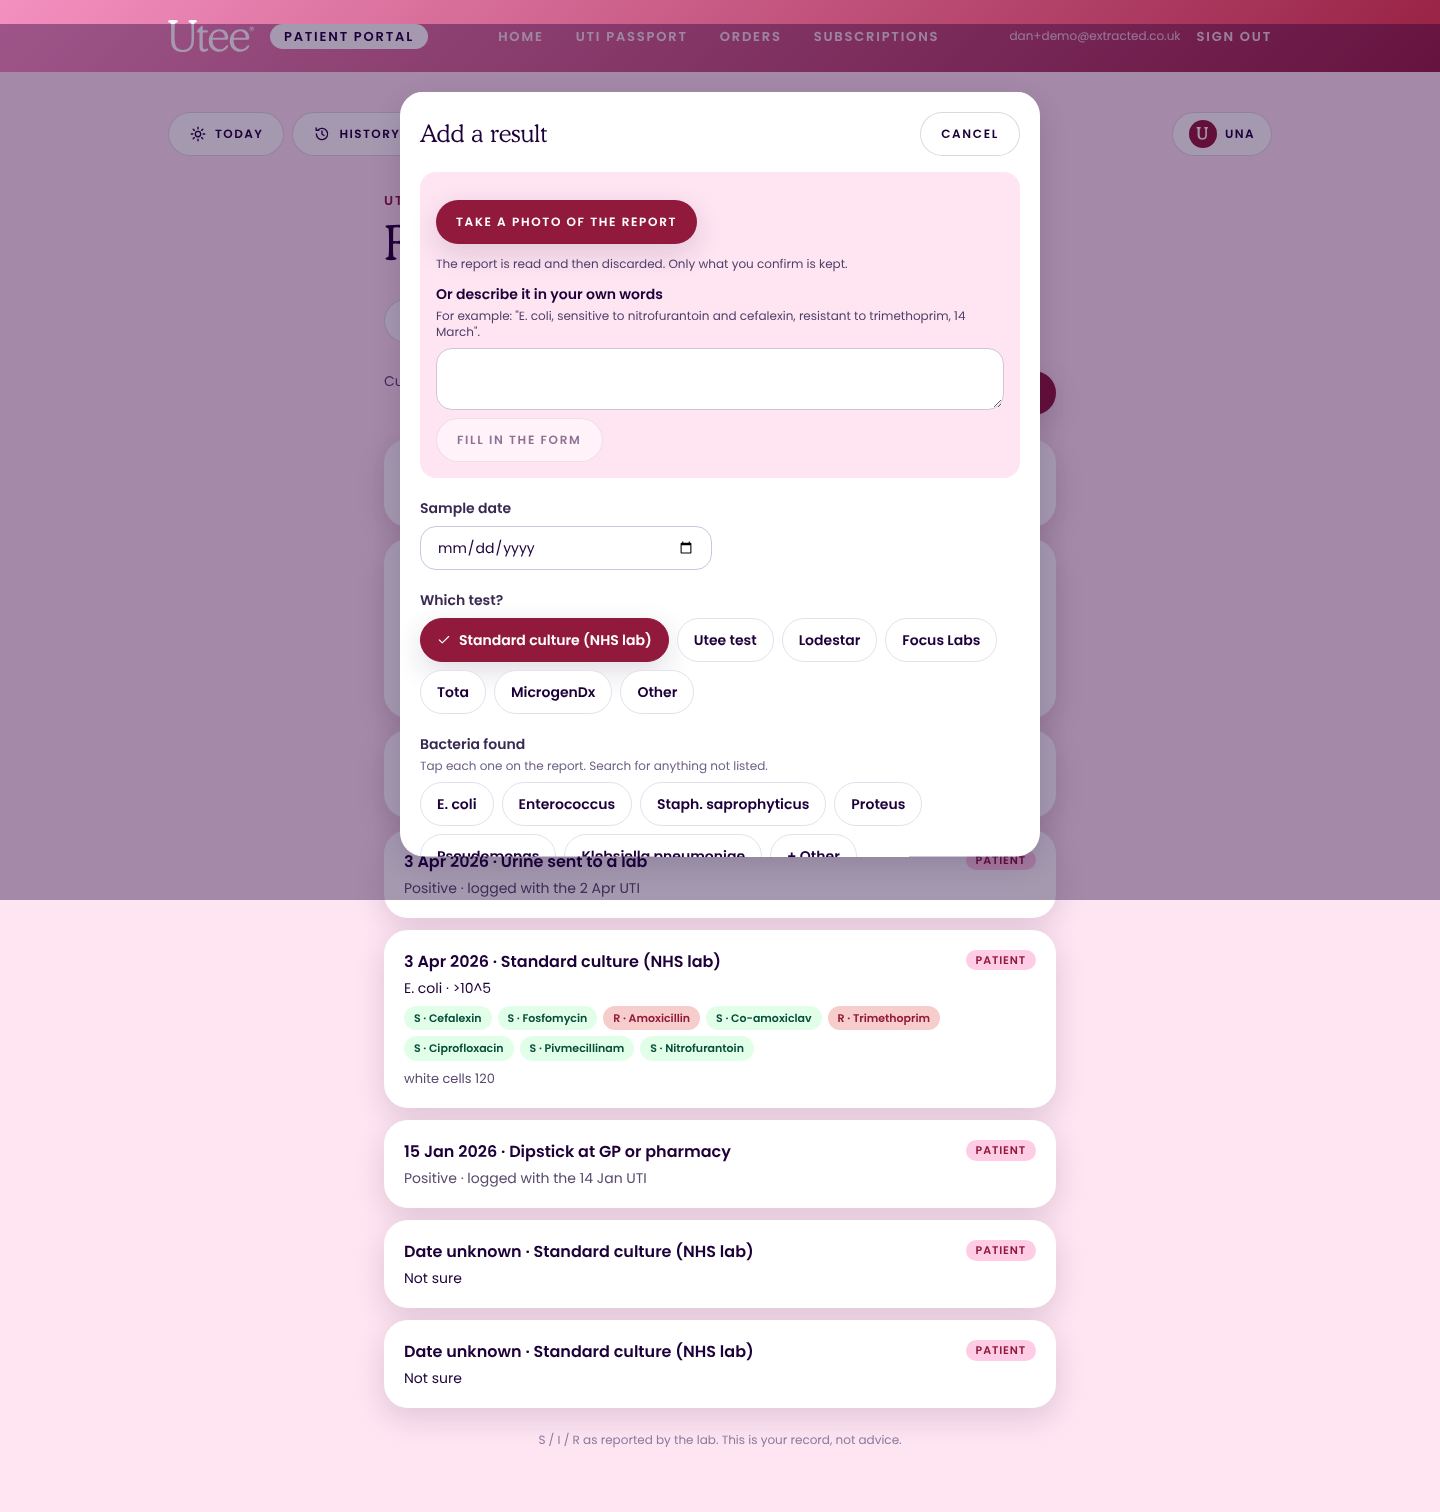 Utee®
PATIENT PORTAL
HOME
UTI PASSPORT
ORDERS
SUBSCRIPTIONS
dan+demo@extracted.co.uk
SIGN OUT
TODAY
HISTORY
U
UNA
Add a result
CANCEL
TAKE A PHOTO OF THE REPORT
The report is read and then discarded. Only what you confirm is kept.
Or describe it in your own words
For example: "E. coli, sensitive to nitrofurantoin and cefalexin, resistant to trimethoprim, 14
March".
FILL IN THE FORM
Sample date
mm/dd/yyyy
Which test?
Standard culture (NHS lab)
Utee test
Lodestar
Focus Labs
Tota
MicrogenDx
Other
Bacteria found
Tap each one on the report. Search for anything not listed.
E. coli
Enterococcus
Staph. saprophyticus
Proteus
Pseudomonas
Klebsiella pneumoniae
+ Other
3 Apr 2026 · Urine sent to a lab
PATIENT
Positive · logged with the 2 Apr UTI
3 Apr 2026 · Standard culture (NHS lab)
PATIENT
E. coli · >10^5
S · Cefalexin
S · Fosfomycin
R · Amoxicillin
S · Co-amoxiclav
R · Trimethoprim
S · Ciprofloxacin
S · Pivmecillinam
S · Nitrofurantoin
white cells 120
15 Jan 2026 · Dipstick at GP or pharmacy
PATIENT
Positive · logged with the 14 Jan UTI
Date unknown · Standard culture (NHS lab)
PATIENT
Not sure
Date unknown · Standard culture (NHS lab)
PATIENT
Not sure
S / I / R as reported by the lab. This is your record, not advice.